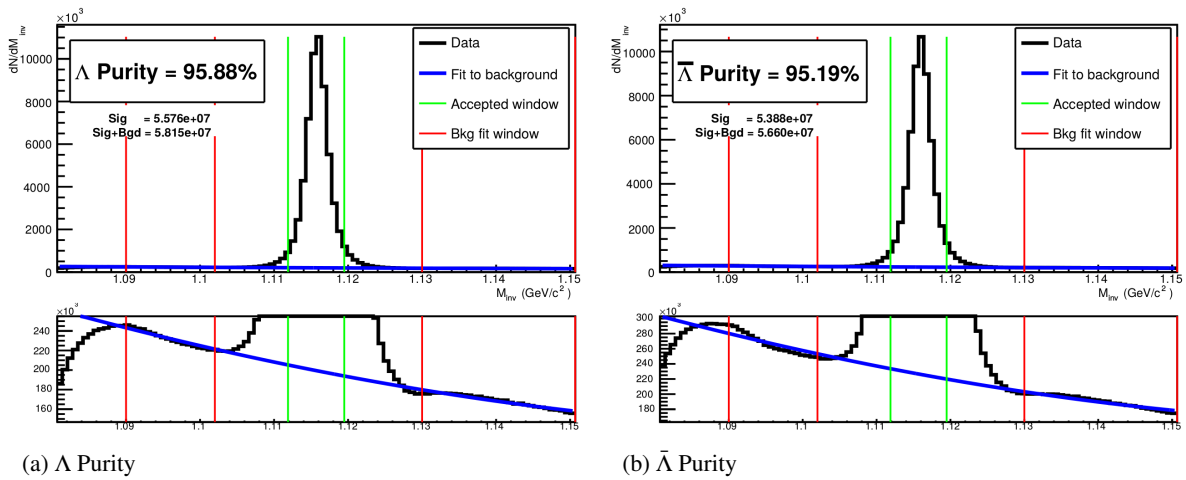 ×10³
dN/dM inv
Λ Purity = 95.88%
Sig = 5.576e+07
Sig+Bgd = 5.815e+07
Data
Fit to background
Accepted window
Bkg fit window
10000
8000
6000
4000
2000
0
1.09 1.1 1.11 1.12 1.13 1.14 1.15
M inv (GeV/c²)
×10³
240
220
200
180
160
1.09 1.1 1.11 1.12 1.13 1.14 1.15
(a) Λ Purity
×10³
dN/dM inv
Λ̅ Purity = 95.19%
Sig = 5.388e+07
Sig+Bgd = 5.660e+07
Data
Fit to background
Accepted window
Bkg fit window
10000
8000
6000
4000
2000
0
1.09 1.1 1.11 1.12 1.13 1.14 1.15
M inv (GeV/c²)
×10³
300
280
260
240
220
200
180
1.09 1.1 1.11 1.12 1.13 1.14 1.15
(b) Λ̄ Purity